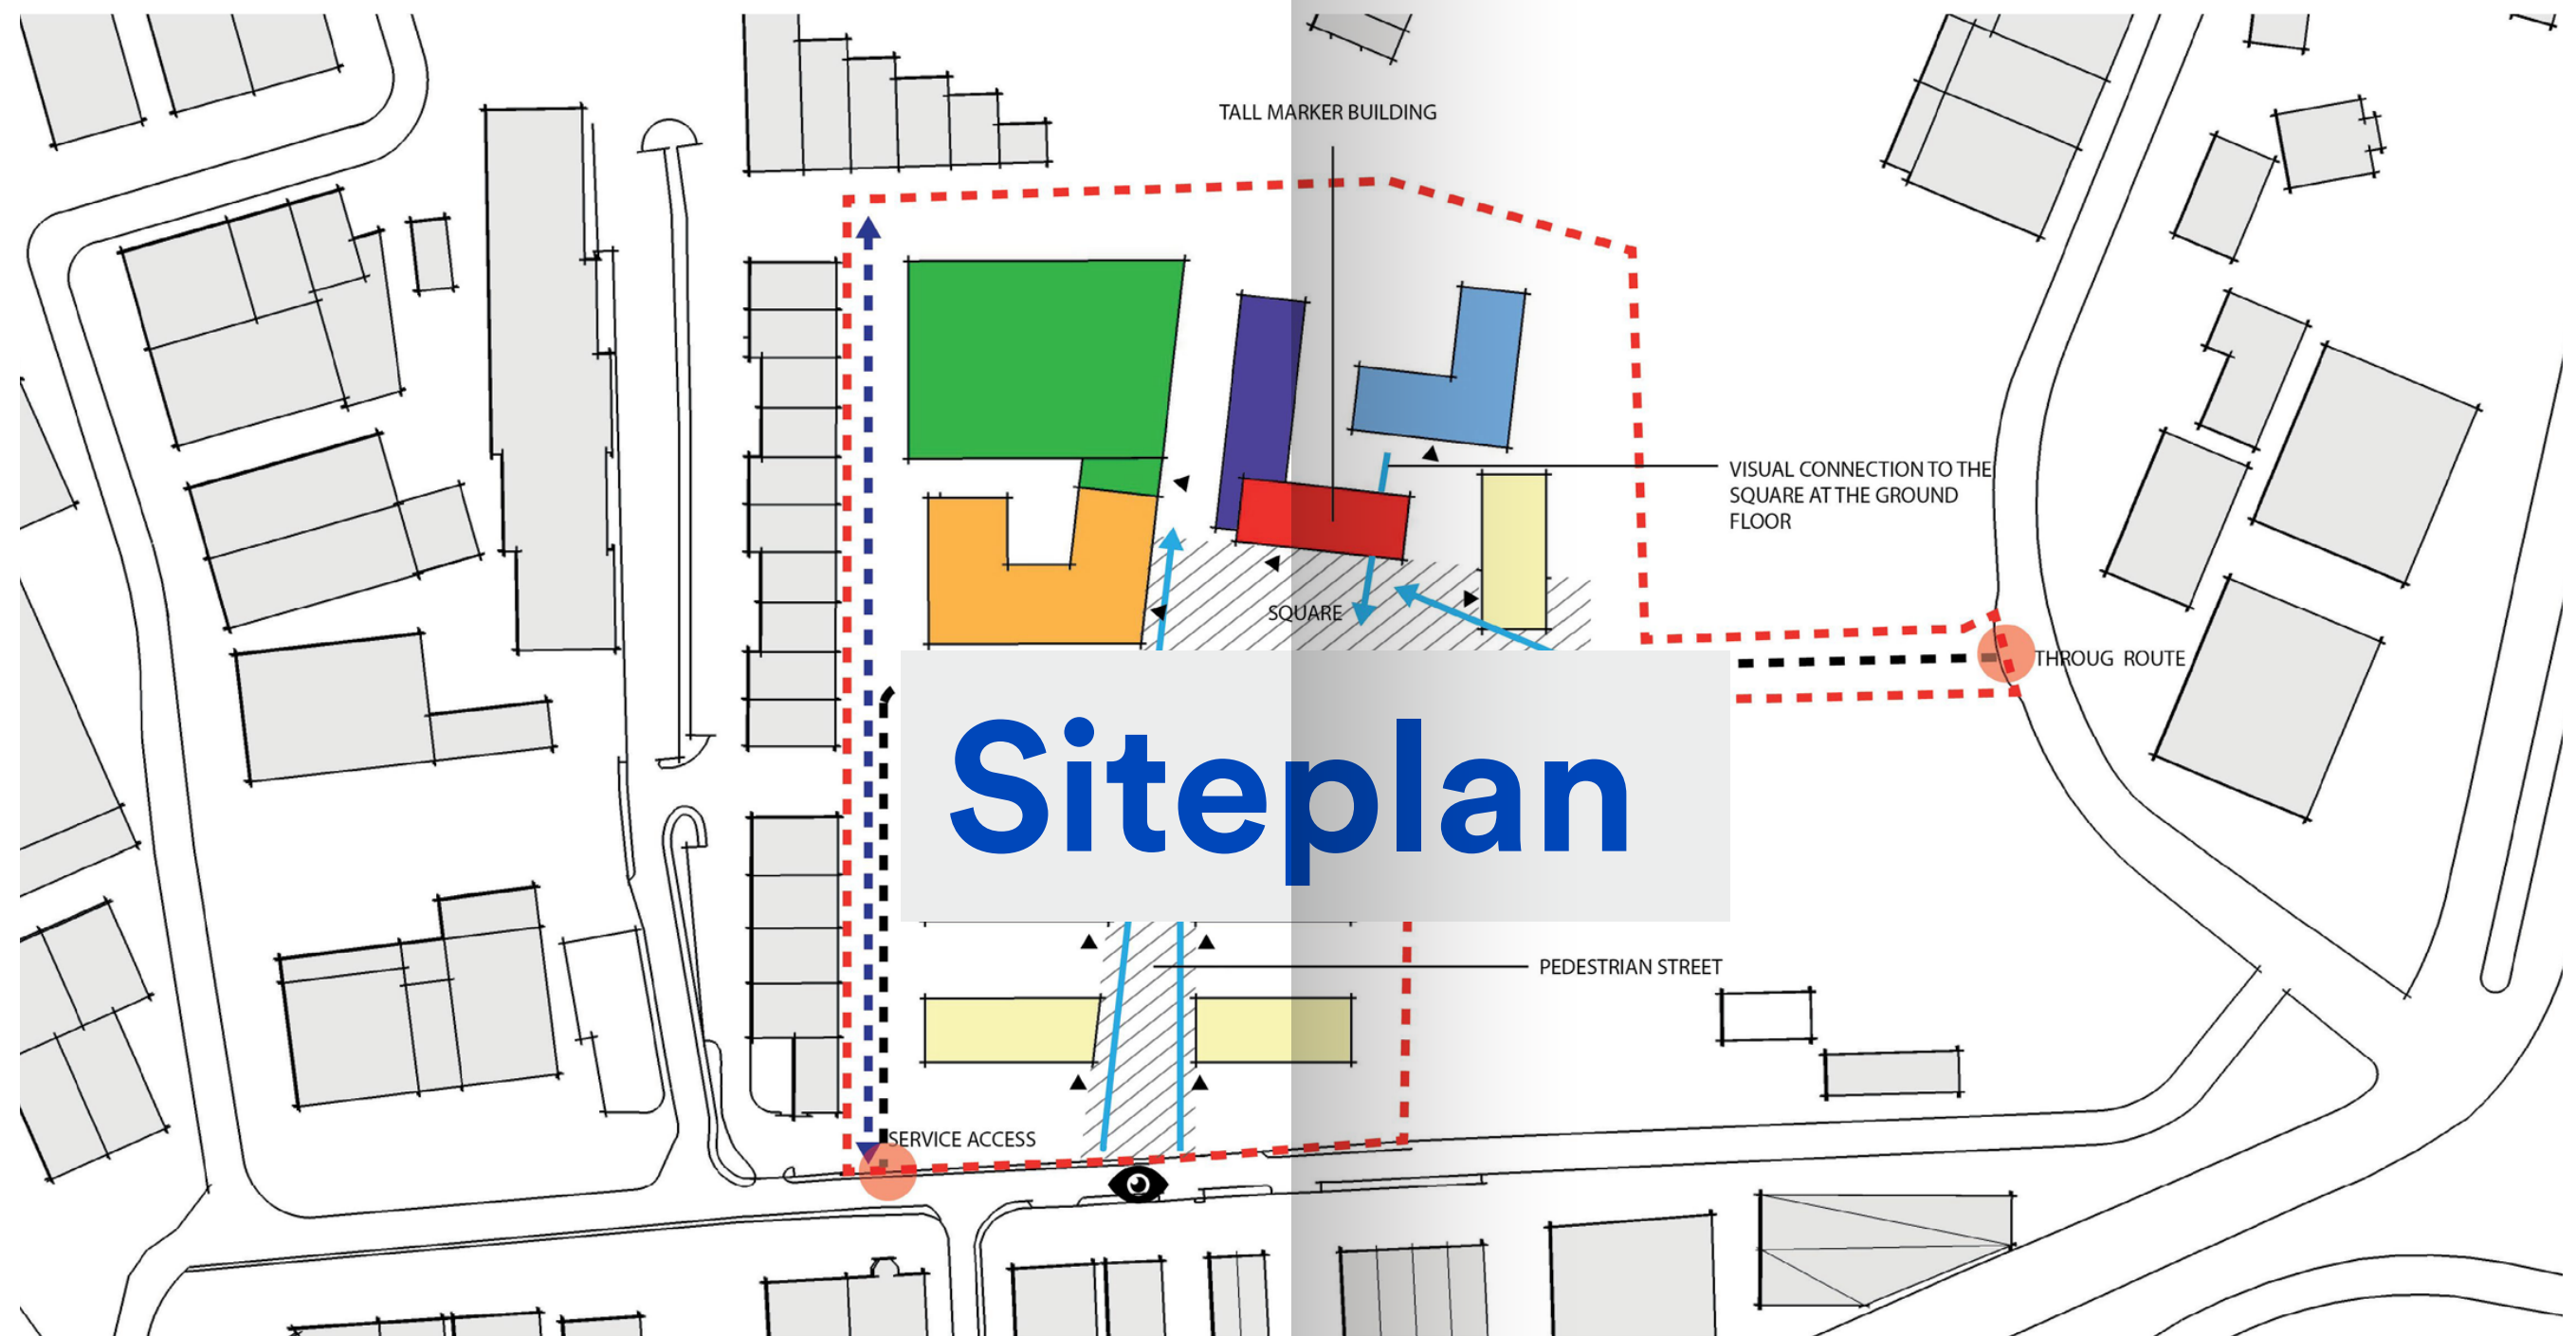 TALL MARKER BUILDING
VISUAL CONNECTION TO THE
SQUARE AT THE GROUND
FLOOR
SQUARE
THROUG ROUTE
Siteplan
PEDESTRIAN STREET
SERVICE ACCESS